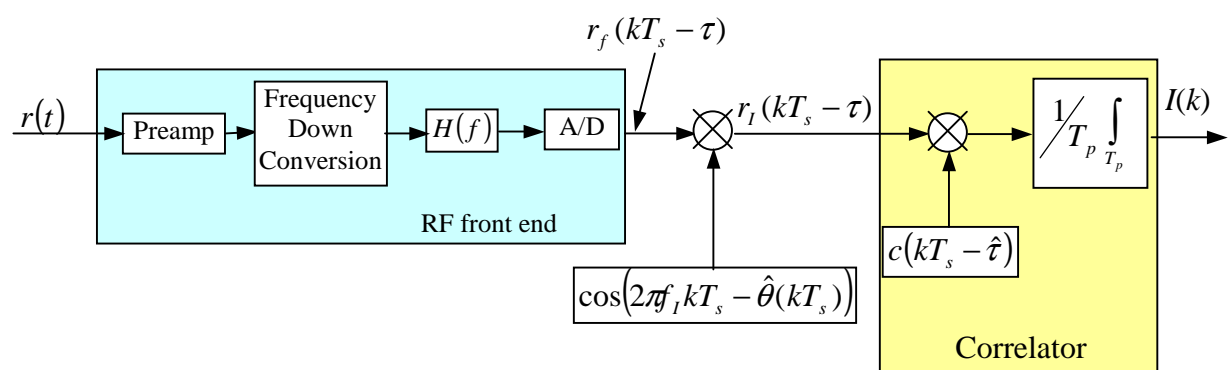 r_f (kT_s − τ)
r(t)
Preamp
Frequency
Down
Conversion
H(f)
A/D
RF front end
r_I (kT_s − τ)
cos(2πf_I kT_s − θ̂(kT_s))
c(kT_s − τ̂)
1/T_p ∫_{T_p}
I(k)
Correlator